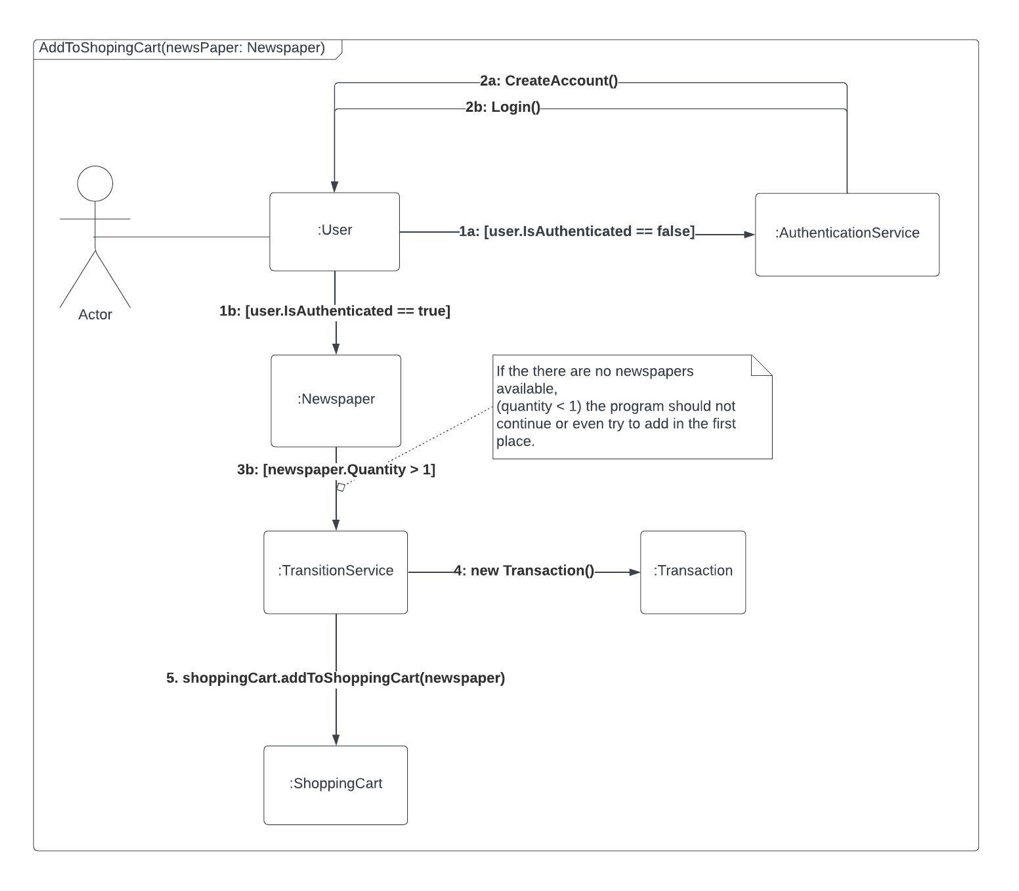 AddToShopingCart(newsPaper: Newspaper)
2a: CreateAccount()
2b: Login()
:User
1a: [user.IsAuthenticated == false]
:AuthenticationService
1b: [user.IsAuthenticated == true]
Actor
:Newspaper
If the there are no newspapers
available,
(quantity < 1) the program should not
continue or even try to add in the first
place.
3b: [newspaper.Quantity > 1]
:TransitionService
4: new Transaction()
:Transaction
5. shoppingCart.addToShoppingCart(newspaper)
:ShoppingCart